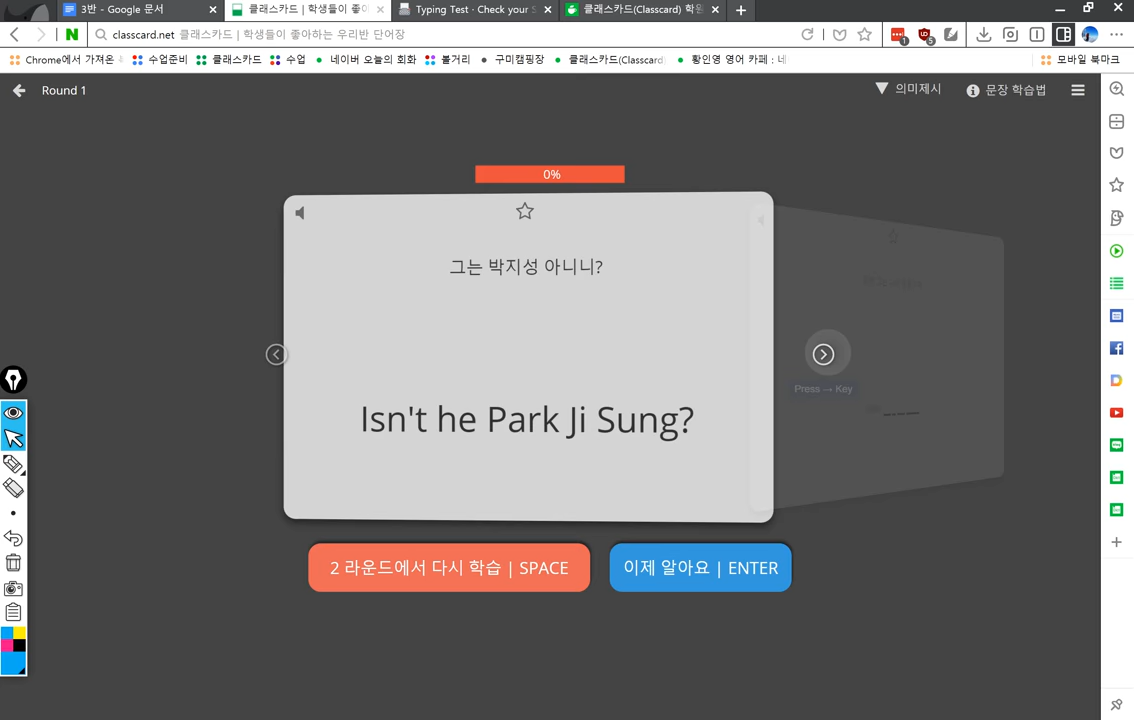 3반 - Google 문서
클래스카드 | 학생들이 좋아
Typing Test · Check your S
클래스카드(Classcard) 학원
N
classcard.net 클래스카드 | 학생들이 좋아하는 우리반 단어장
1
5
Chrome에서 가져온
수업준비
클래스카드
수업
네이버 오늘의 회화
볼거리
구미캠핑장
클래스카드(Classcard
황인영 영어 카페 : 네
모바일 북마크
Round 1
의미제시
문장 학습법
0%
그는 박지성 아니니?
Press → Key
Isn't he Park Ji Sung?
2 라운드에서 다시 학습 | SPACE
이제 알아요 | ENTER